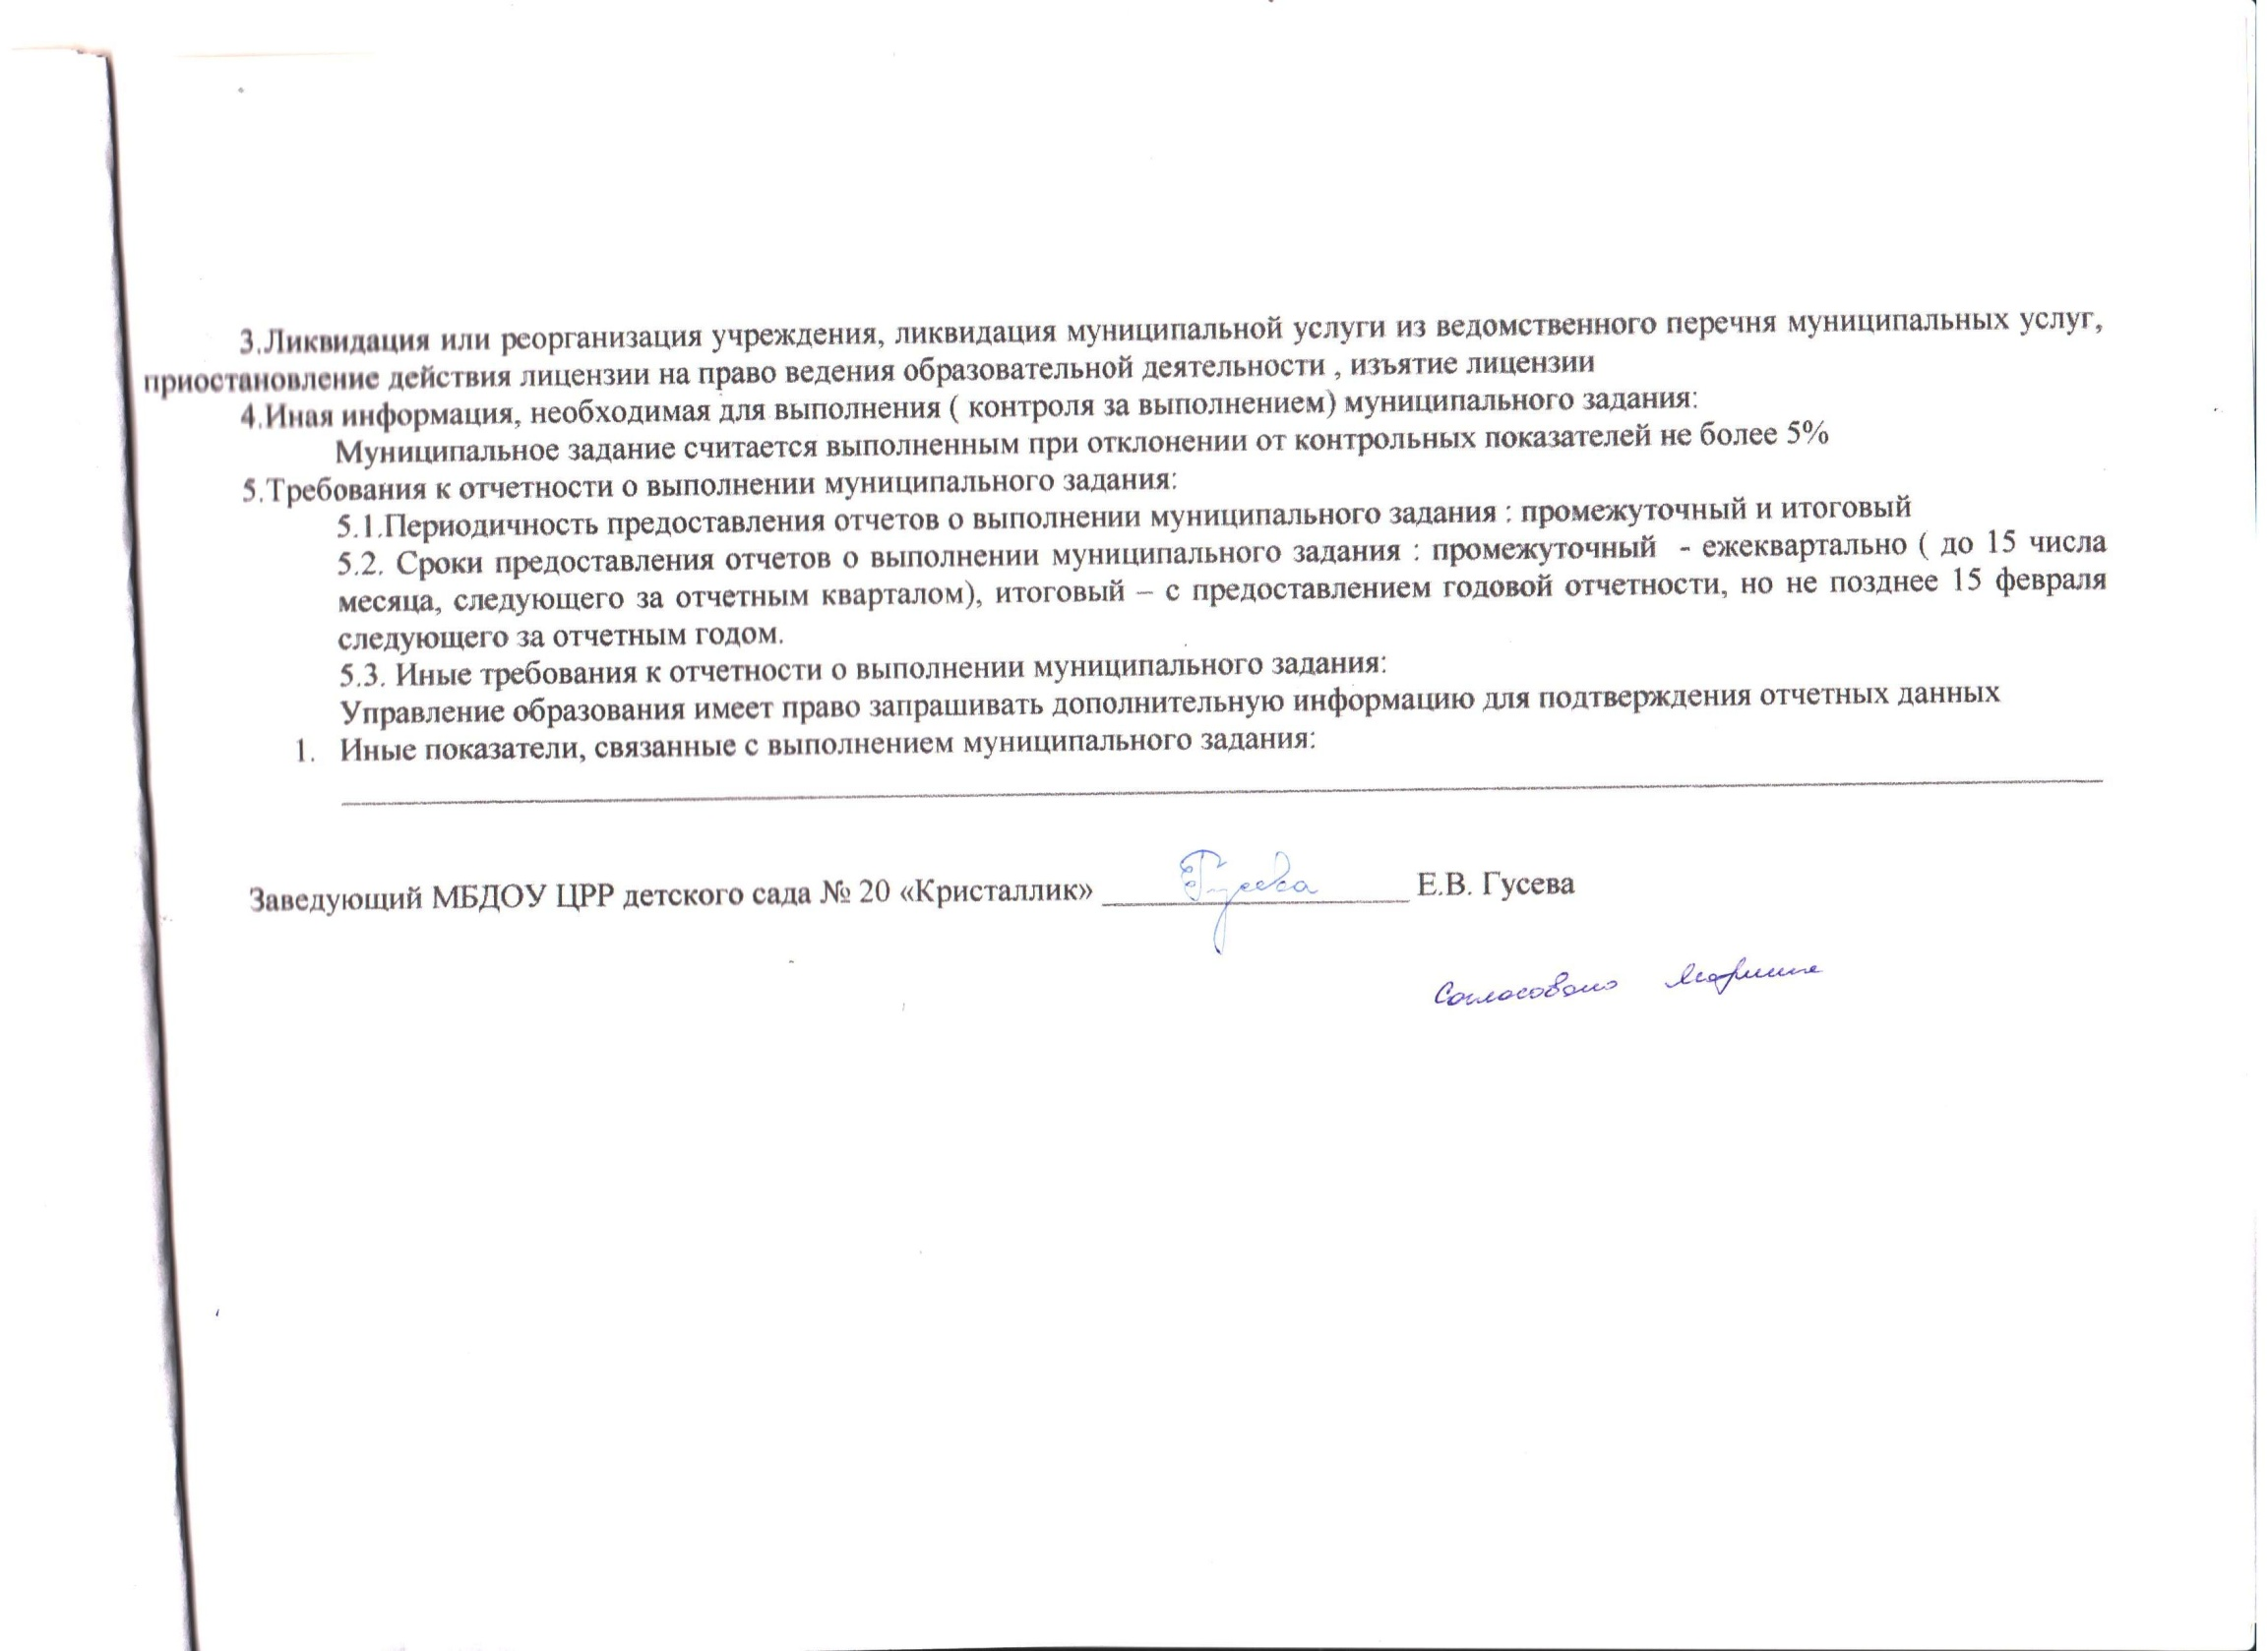 3.Ликвидация или реорганизация учреждения, ликвидация муниципальной услуги из ведомственного перечня муниципальных услуг,
приостановление действия лицензии на право ведения образовательной деятельности , изъятие лицензии
4.Иная информация, необходимая для выполнения ( контроля за выполнением) муниципального задания:
Муниципальное задание считается выполненным при отклонении от контрольных показателей не более 5%
5.Требования к отчетности о выполнении муниципального задания:
5.1.Периодичность предоставления отчетов о выполнении муниципального задания : промежуточный и итоговый
5.2. Сроки предоставления отчетов о выполнении муниципального задания : промежуточный - ежеквартально ( до 15 числа
месяца, следующего за отчетным кварталом), итоговый – с предоставлением годовой отчетности, но не позднее 15 февраля
следующего за отчетным годом.
5.3. Иные требования к отчетности о выполнении муниципального задания:
Управление образования имеет право запрашивать дополнительную информацию для подтверждения отчетных данных
1. Иные показатели, связанные с выполнением муниципального задания:
Заведующий МБДОУ ЦРР детского сада № 20 «Кристаллик» Гусева Е.В. Гусева
Согласовано